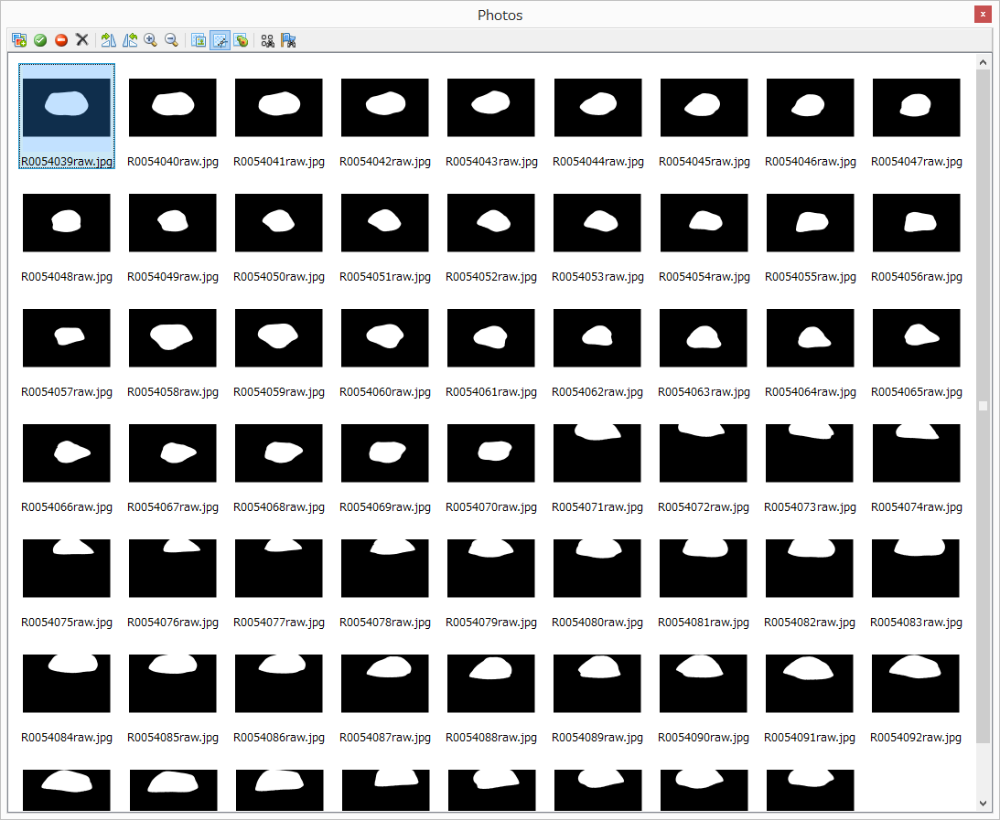 Photos
R0054039raw.jpg R0054040raw.jpg R0054041raw.jpg R0054042raw.jpg R0054043raw.jpg R0054044raw.jpg R0054045raw.jpg R0054046raw.jpg R0054047raw.jpg
R0054048raw.jpg R0054049raw.jpg R0054050raw.jpg R0054051raw.jpg R0054052raw.jpg R0054053raw.jpg R0054054raw.jpg R0054055raw.jpg R0054056raw.jpg
R0054057raw.jpg R0054058raw.jpg R0054059raw.jpg R0054060raw.jpg R0054061raw.jpg R0054062raw.jpg R0054063raw.jpg R0054064raw.jpg R0054065raw.jpg
R0054066raw.jpg R0054067raw.jpg R0054068raw.jpg R0054069raw.jpg R0054070raw.jpg R0054071raw.jpg R0054072raw.jpg R0054073raw.jpg R0054074raw.jpg
R0054075raw.jpg R0054076raw.jpg R0054077raw.jpg R0054078raw.jpg R0054079raw.jpg R0054080raw.jpg R0054081raw.jpg R0054082raw.jpg R0054083raw.jpg
R0054084raw.jpg R0054085raw.jpg R0054086raw.jpg R0054087raw.jpg R0054088raw.jpg R0054089raw.jpg R0054090raw.jpg R0054091raw.jpg R0054092raw.jpg